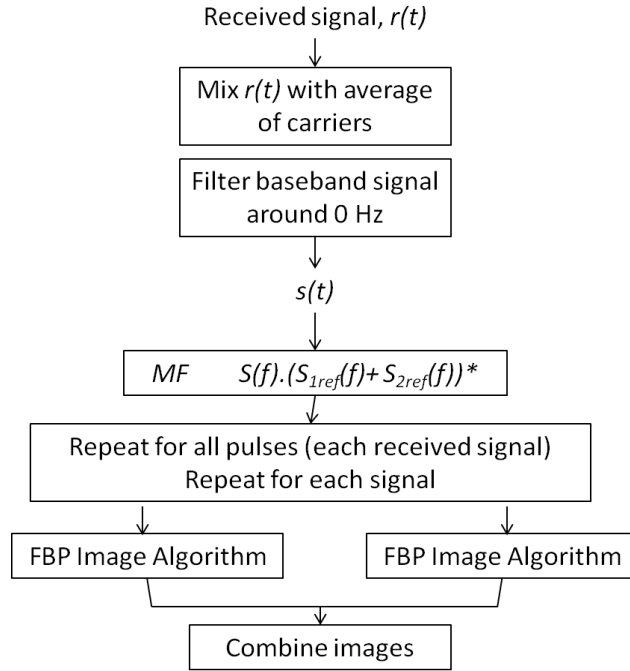 Received signal, r(t)
Mix r(t) with average
of carriers
Filter baseband signal
around 0 Hz
s(t)
MF S(f).(S1ref(f)+ S2ref(f))*
Repeat for all pulses (each received signal)
Repeat for each signal
FBP Image Algorithm
FBP Image Algorithm
Combine images